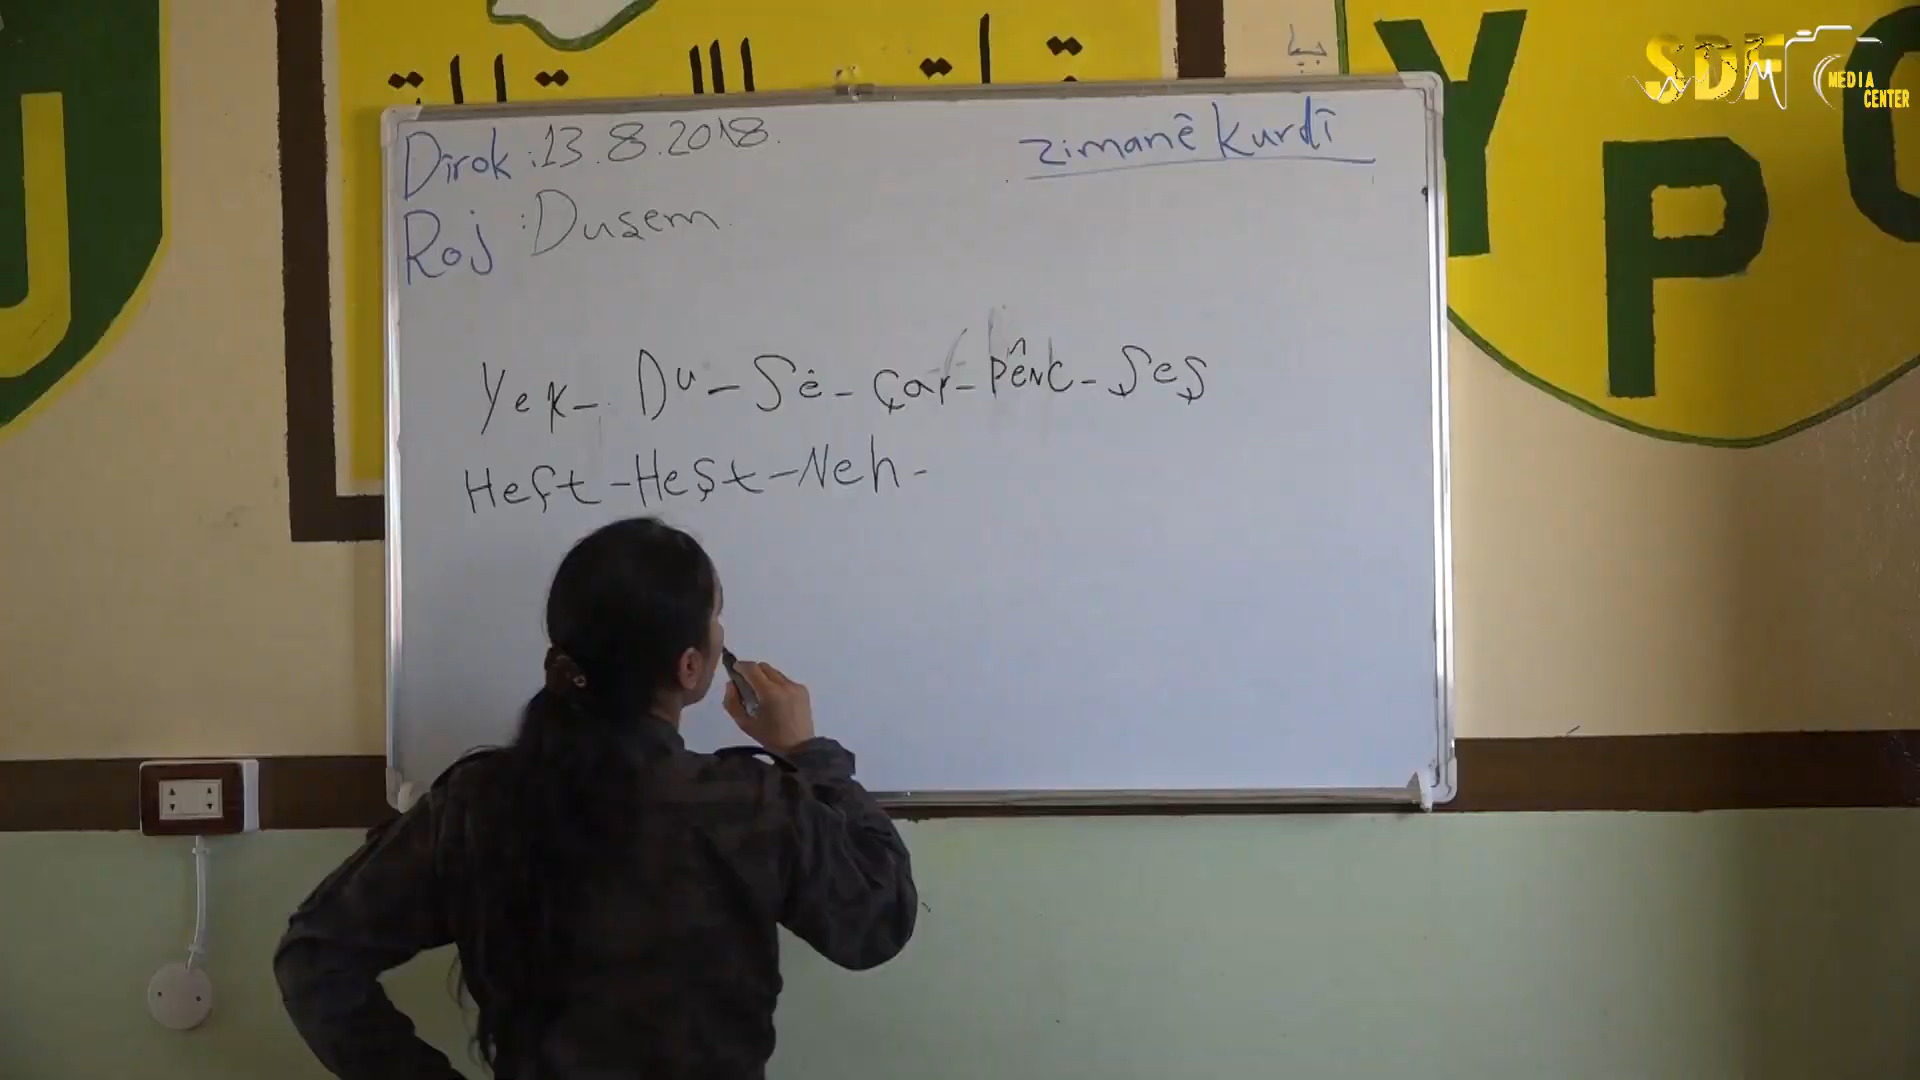 SDF
MEDIA
CENTER
Dîrok : 13.8.2018.
zimanê kurdî
Roj : Duşem.
Yek - Du - Sê - Çar - Pênc - Şeş
Heft - Heşt - Neh -
YP